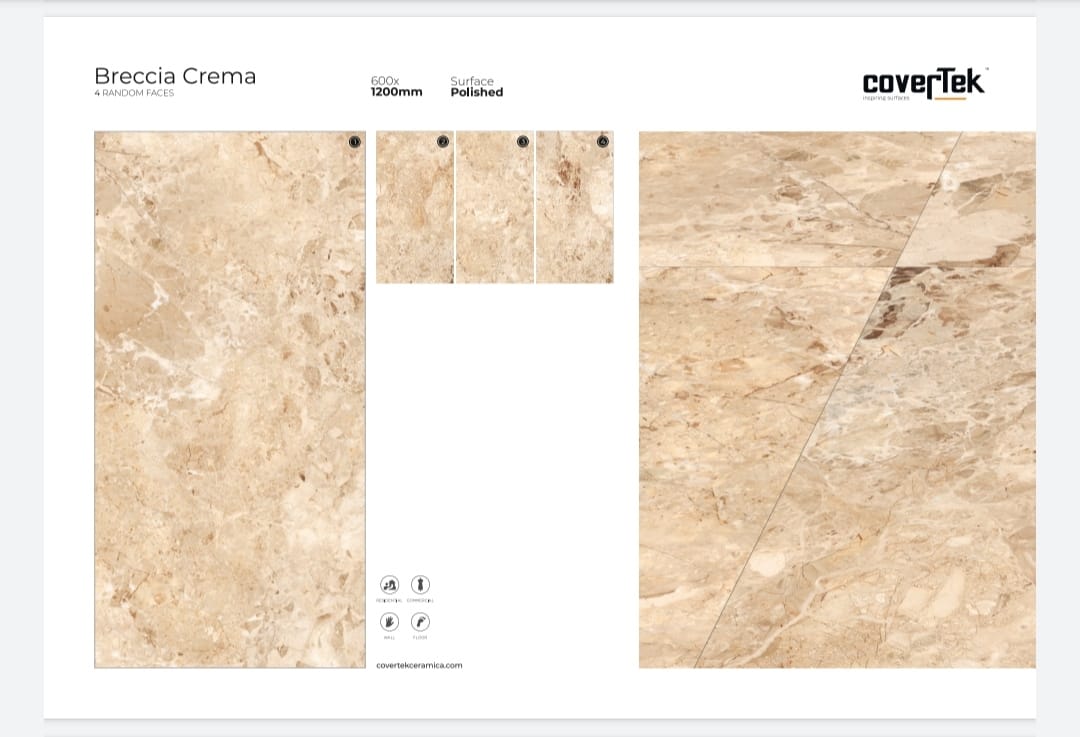 Breccia Crema
4 RANDOM FACES
600x
1200mm
Surface
Polished
coverTek
inspiring surfaces
1
2
3
4
RESIDENTIAL
COMMERCIAL
WALL
FLOOR
covertekceramica.com